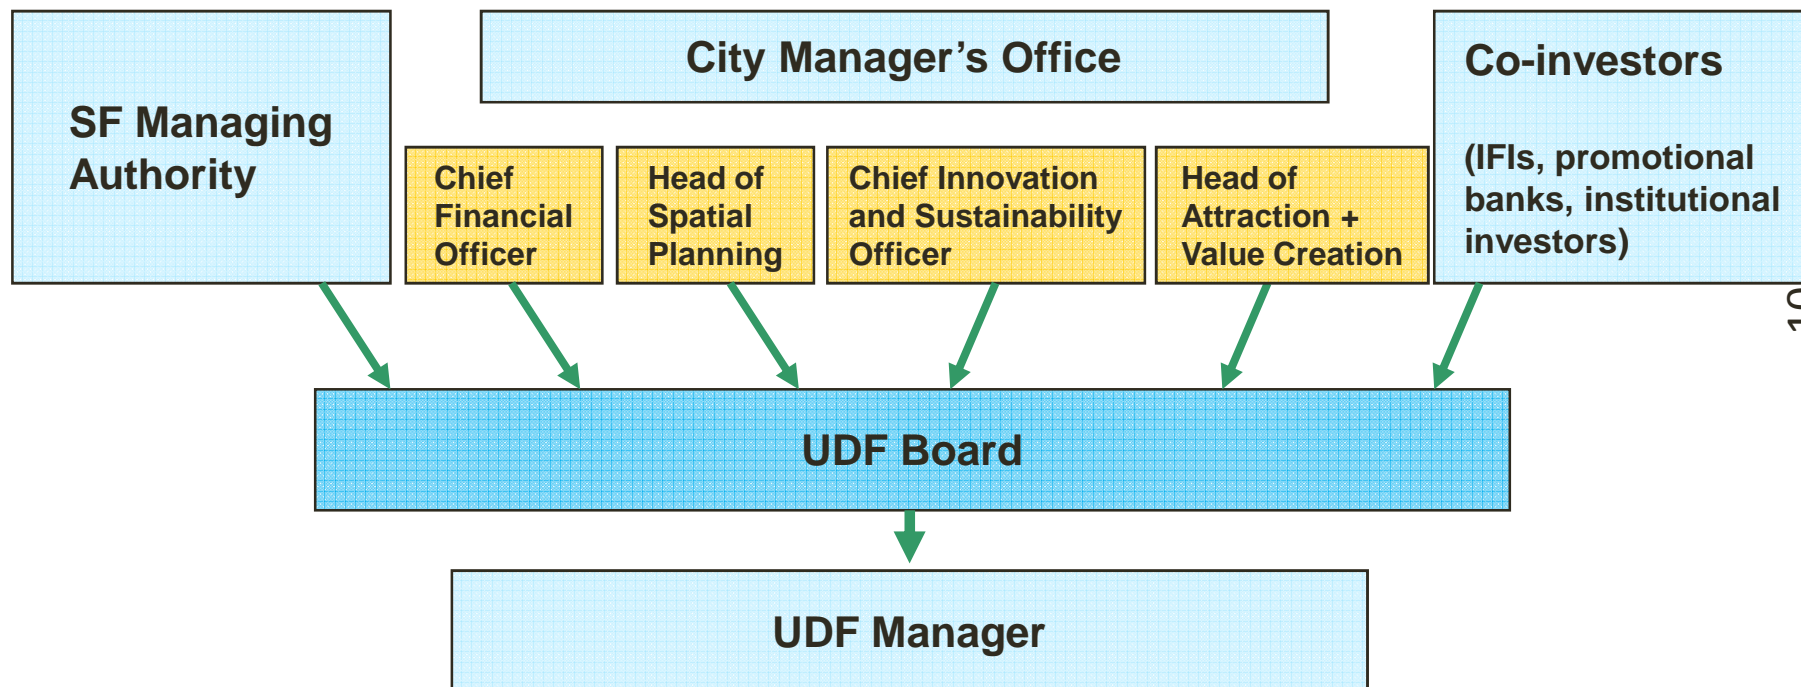 SF Managing
Authority
City Manager’s Office
Co-investors
(IFIs, promotional
banks, institutional
investors)
Chief
Financial
Officer
Head of
Spatial
Planning
Chief Innovation
and Sustainability
Officer
Head of
Attraction +
Value Creation
UDF Board
UDF Manager